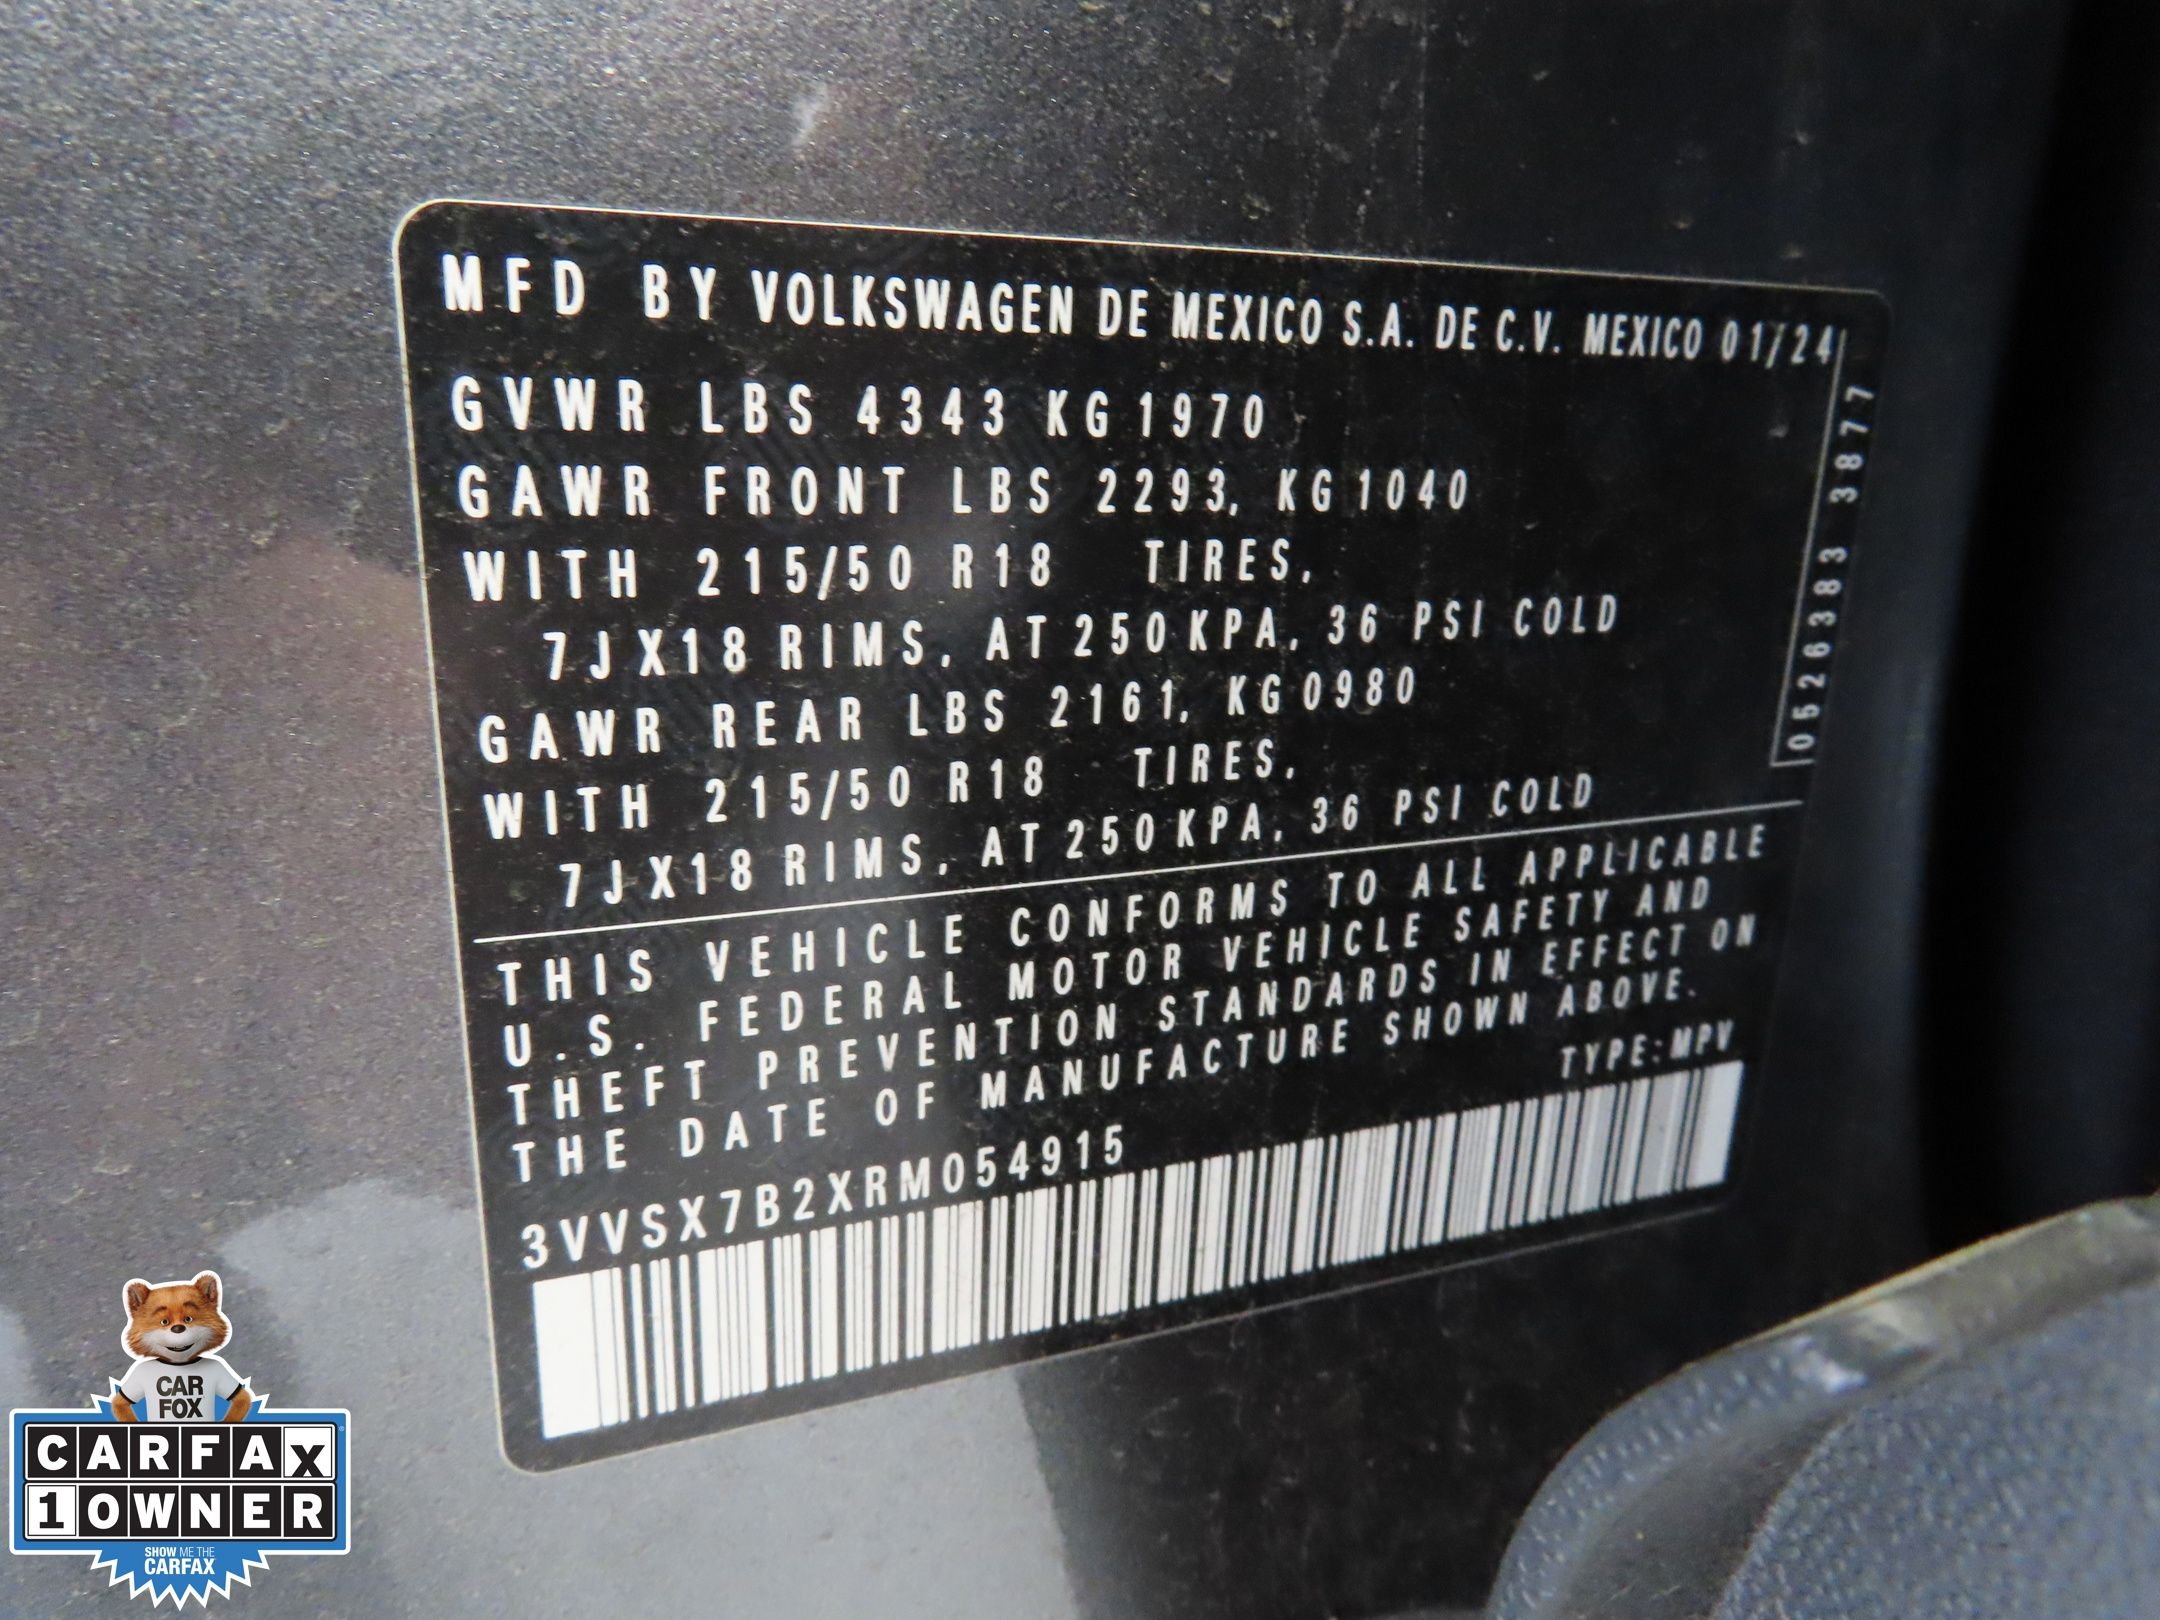 MFD BY VOLKSWAGEN DE MEXICO S.A. DE C.V. MEXICO 01/24
GVWR LBS 4343 KG 1970
GAWR FRONT LBS 2293, KG 1040
WITH 215/50 R18 TIRES,
7JX18 RIMS, AT 250 KPA, 36 PSI COLD
GAWR REAR LBS 2161, KG 0980
WITH 215/50 R18 TIRES,
7JX18 RIMS, AT 250 KPA, 36 PSI COLD
0526383 3877
THIS VEHICLE CONFORMS TO ALL APPLICABLE
U.S. FEDERAL MOTOR VEHICLE SAFETY AND
THEFT PREVENTION STANDARDS IN EFFECT ON
THE DATE OF MANUFACTURE SHOWN ABOVE.
TYPE:MPV
3VVSX7B2XRM054915
CAR
FOX
CARFAX
1 OWNER
SHOW ME THE
CARFAX